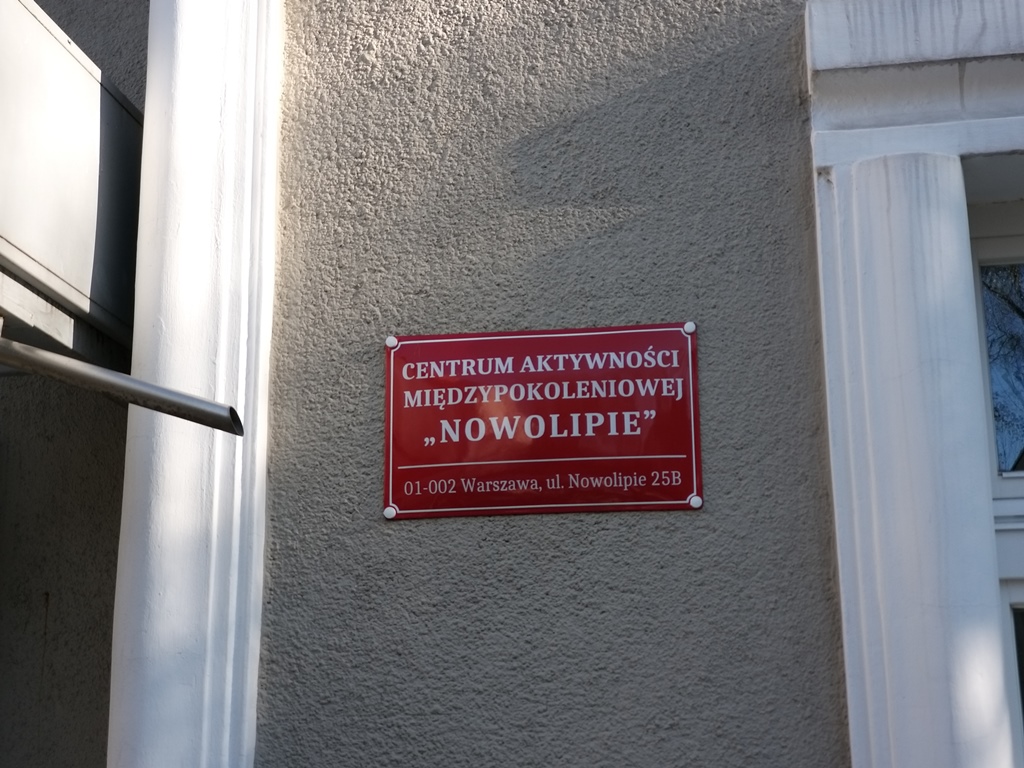 CENTRUM AKTYWNOŚCI
MIĘDZYPOKOLENIOWEJ
„NOWOLIPIE”
01-002 Warszawa, ul. Nowolipie 25B